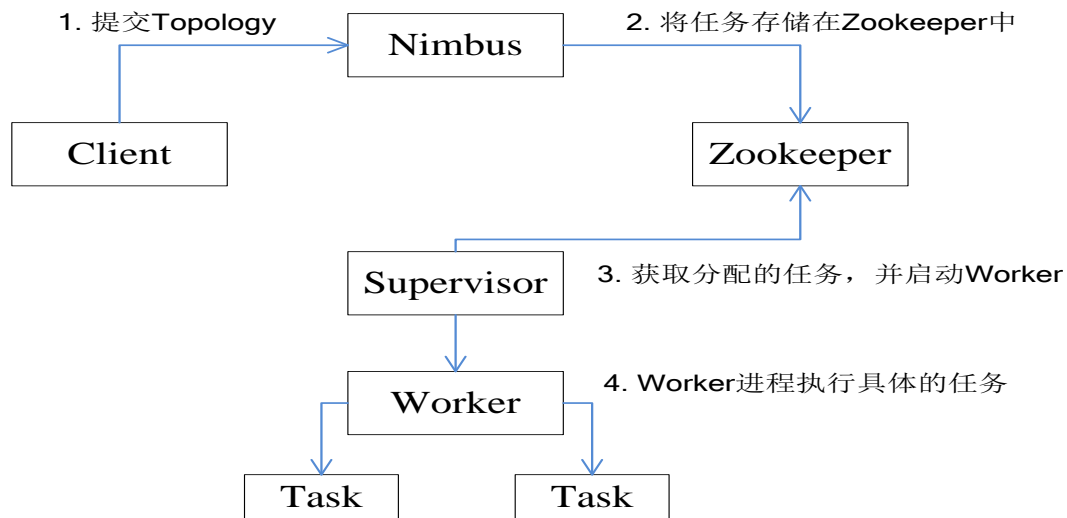 1. 提交Topology
Nimbus
2. 将任务存储在Zookeeper中
Client
Zookeeper
Supervisor
3. 获取分配的任务，并启动Worker
Worker
4. Worker进程执行具体的任务
Task
Task